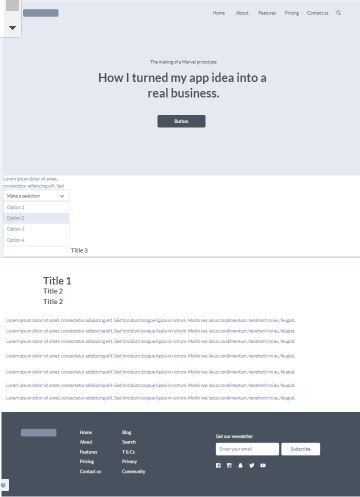 Home About Features Pricing Contact us
The making of a Marvel prototype
How I turned my app idea into a
real business.
Button
Lorem ipsum dolor sit amet,
consectetur adipiscing elit. Sed
Make a selection
Option 1
Option 2
Option 3
Option 4
Title 3
Title 1
Title 2
Title 2
Lorem ipsum dolor sit amet, consectetur adipiscing elit. Sed tincidunt congue ligula in rutrum. Morbi nec lacus condimentum, hendrerit mi eu, feugiat.
Lorem ipsum dolor sit amet, consectetur adipiscing elit. Sed tincidunt congue ligula in rutrum. Morbi nec lacus condimentum, hendrerit mi eu, feugiat.
Lorem ipsum dolor sit amet, consectetur adipiscing elit. Sed tincidunt congue ligula in rutrum. Morbi nec lacus condimentum, hendrerit mi eu, feugiat.
Lorem ipsum dolor sit amet, consectetur adipiscing elit. Sed tincidunt congue ligula in rutrum. Morbi nec lacus condimentum, hendrerit mi eu, feugiat.
Lorem ipsum dolor sit amet, consectetur adipiscing elit. Sed tincidunt congue ligula in rutrum. Morbi nec lacus condimentum, hendrerit mi eu, feugiat.
Lorem ipsum dolor sit amet, consectetur adipiscing elit. Sed tincidunt congue ligula in rutrum. Morbi nec lacus condimentum, hendrerit mi eu, feugiat.
Lorem ipsum dolor sit amet, consectetur adipiscing elit. Sed tincidunt congue ligula in rutrum. Morbi nec lacus condimentum, hendrerit mi eu, feugiat.
Home
About
Features
Pricing
Contact us
Blog
Search
T & Cs
Privacy
Community
Get our newsletter
Enter your email Subscribe